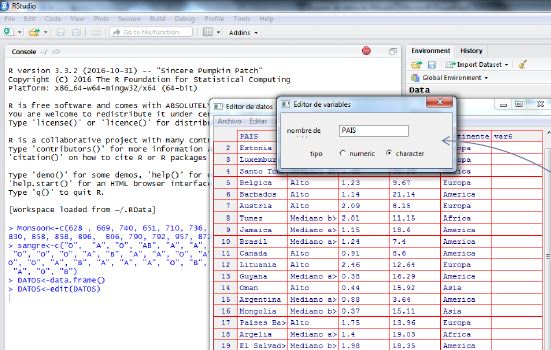 RStudio
File Edit Code View Plots Session Build Debug Profile Tools Help
Go to file/function
Addins
Console ~/
R version 3.3.2 (2016-10-31) -- "Sincere Pumpkin Patch"
Copyright (C) 2016 The R Foundation for Statistical Computing
Platform: x86_64-w64-mingw32/x64 (64-bit)
R is free software and comes with ABSOLUTELY
You are welcome to redistribute it under cer
Type 'license()' or 'licence()' for distrib
R is a collaborative project with many cont
Type 'contributors()' for more information
'citation()' on how to cite R or R packages
Type 'demo()' for some demos, 'help()' for
'help.start()' for an HTML browser interface
Type 'q()' to quit R.
[Workspace loaded from ~/.RData]
> Monsoon<-c(628 , 669, 740, 651, 710, 736,
830, 858, 858, 896, 806, 790, 792, 957, 872
> sangre<-c("O", "A", "O", "AB", "A", "A",
> DATOS<-data.frame()
> DATOS<-edit(DATOS)
Environment History
Import Dataset
Global Environment
Data
Editor de datos
Archivo Editar
Editor de variables
nombre de
PAIS
tipo numeric character
PAIS tinente var6
2 Estonia Europa
3 Luxembur
4 Santo To
5 Belgica Alto 1.23 9.67 Europa
6 Barbados Alto 1.14 21.14 America
7 Austria Alto 2.09 8.15 Europa
8 Tunez Mediano b> 2.01 11.15 Africa
9 Jamaica Mediano a> 1.15 18.6 America
10 Brasil Mediano a> 1.24 7.4 America
11 Canada Alto 0.91 8.6 America
12 Lituania Alto 2.46 12.64 Europa
13 Guyana Mediano a> 0.38 16.29 America
14 Oman Alto 0.44 15.92 Asia
15 Argentina Mediano a> 0.88 3.64 America
16 Mongolia Mediano b> 0.37 15.11 Asia
17 Paises Ba> Alto 1.75 13.96 Europa
18 Argelia Mediano a> 1.4 19.03 Africa
19 El Salvad> Mediano b> 1.98 18.35 America